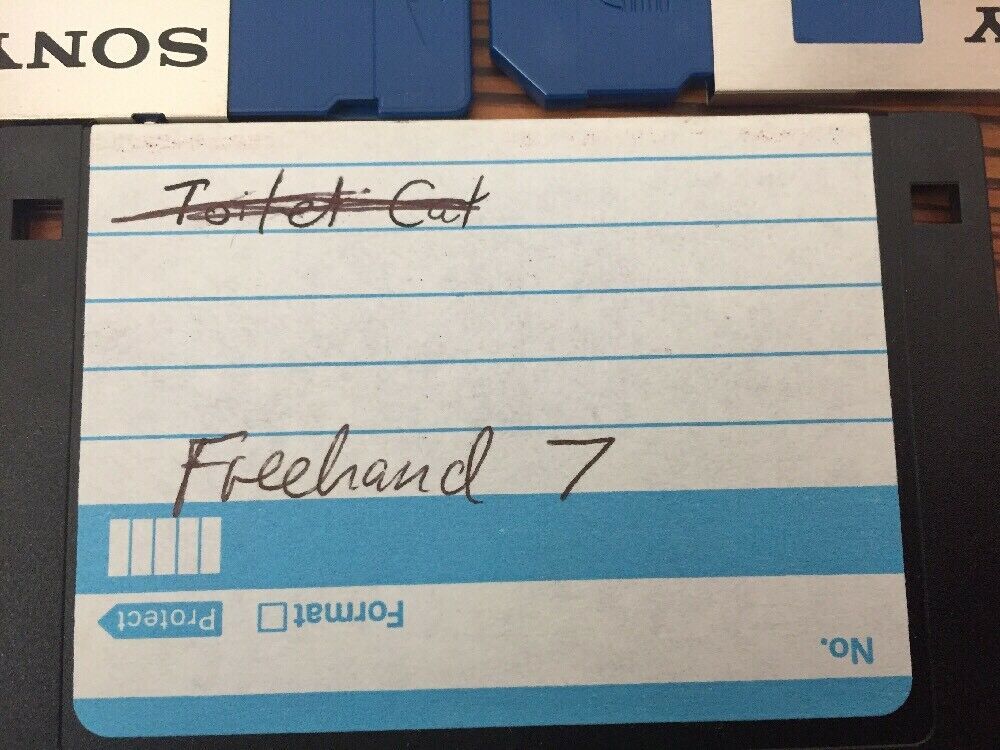 SONY
Y
Toilet Cat
Freehand 7
Protect
Format
No.